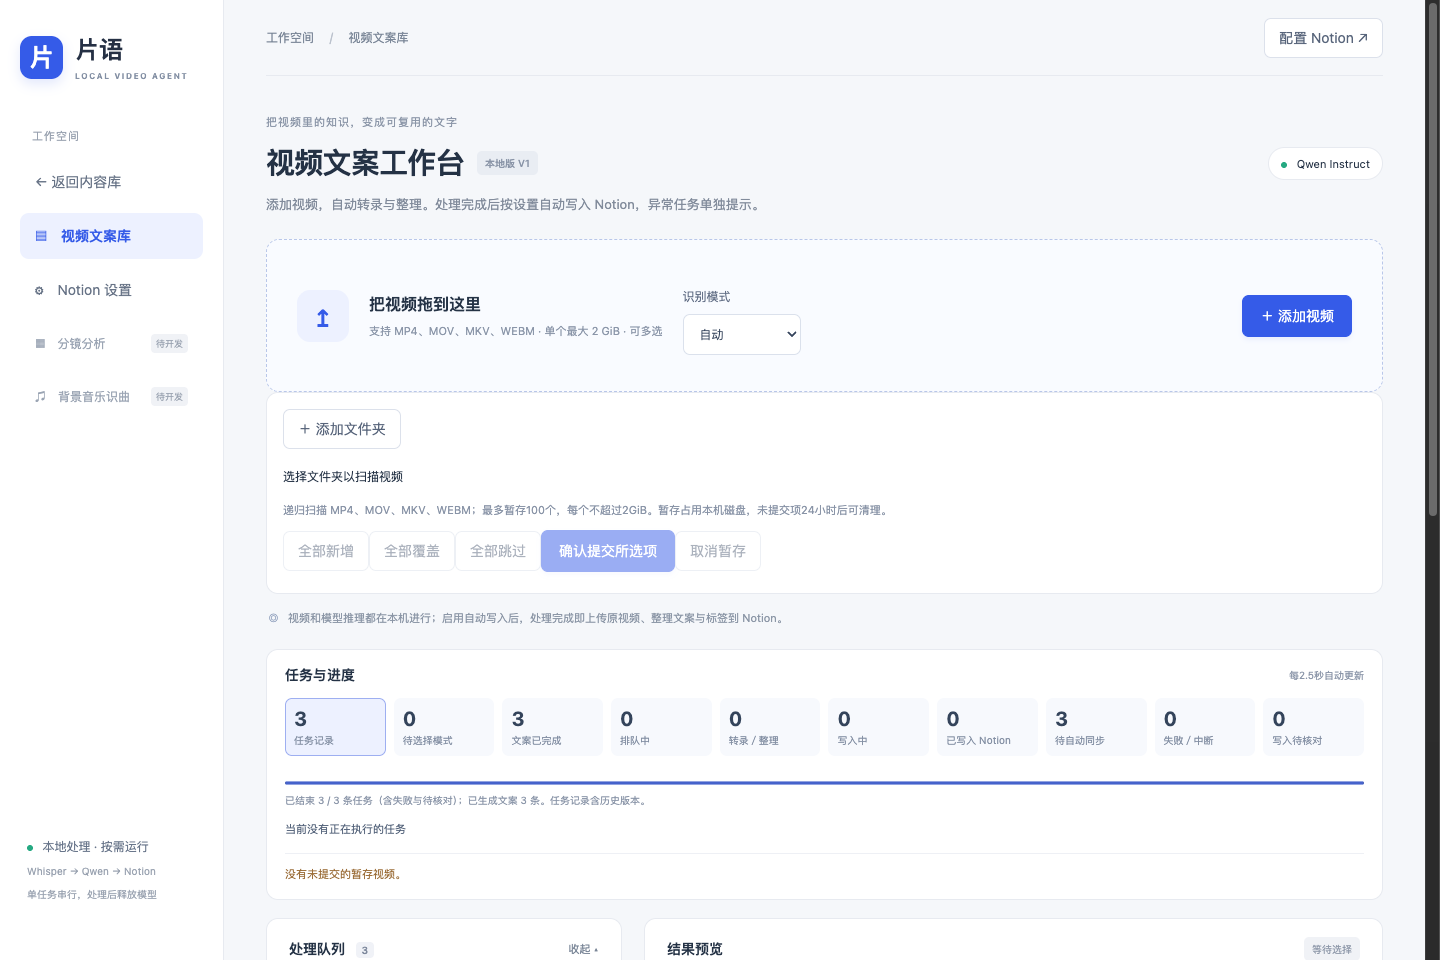 片
片语
LOCAL VIDEO AGENT
工作空间
← 返回内容库
视频文案库
Notion 设置
分镜分析 待开发
背景音乐识曲 待开发
本地处理 · 按需运行
Whisper → Qwen → Notion
单任务串行，处理后释放模型
工作空间 / 视频文案库
配置 Notion ↗
把视频里的知识，变成可复用的文字
视频文案工作台 本地版 V1
Qwen Instruct
添加视频，自动转录与整理。处理完成后按设置自动写入 Notion，异常任务单独提示。
把视频拖到这里
支持 MP4、MOV、MKV、WEBM · 单个最大 2 GiB · 可多选
识别模式
自动
＋ 添加视频
＋ 添加文件夹
选择文件夹以扫描视频
递归扫描 MP4、MOV、MKV、WEBM；最多暂存100个，每个不超过2GiB。暂存占用本机磁盘，未提交项24小时后可清理。
全部新增 全部覆盖 全部跳过 确认提交所选项 取消暂存
◎ 视频和模型推理都在本机进行；启用自动写入后，处理完成即上传原视频、整理文案与标签到 Notion。
任务与进度
每2.5秒自动更新
3 任务记录
0 待选择模式
3 文案已完成
0 排队中
0 转录 / 整理
0 写入中
0 已写入 Notion
3 待自动同步
0 失败 / 中断
0 写入待核对
已结束 3 / 3 条任务（含失败与待核对）；已生成文案 3 条。任务记录含历史版本。
当前没有正在执行的任务
没有未提交的暂存视频。
处理队列 3
收起
结果预览
等待选择